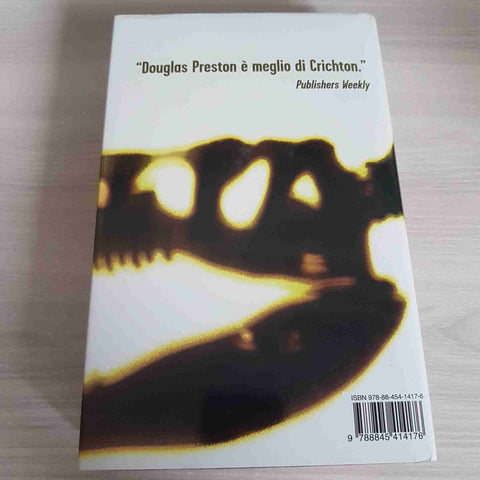 “Douglas Preston è meglio di Crichton.”
Publishers Weekly
ISBN 978-88-454-1417-6
9 788845 414176